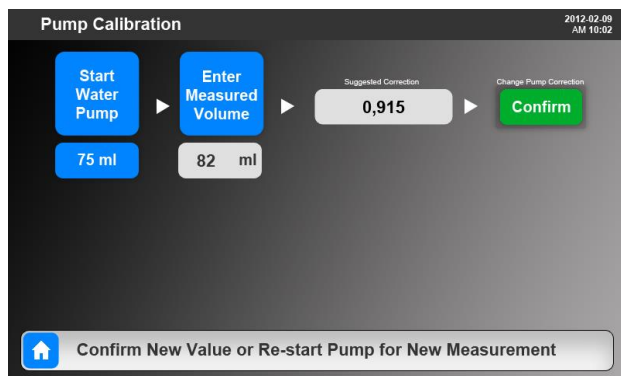 Pump Calibration
2012-02-09
AM 10:02
Start
Water
Pump
Enter
Measured
Volume
Suggested Correction
0,915
Change Pump Correction
Confirm
75 ml
82 ml
Confirm New Value or Re-start Pump for New Measurement